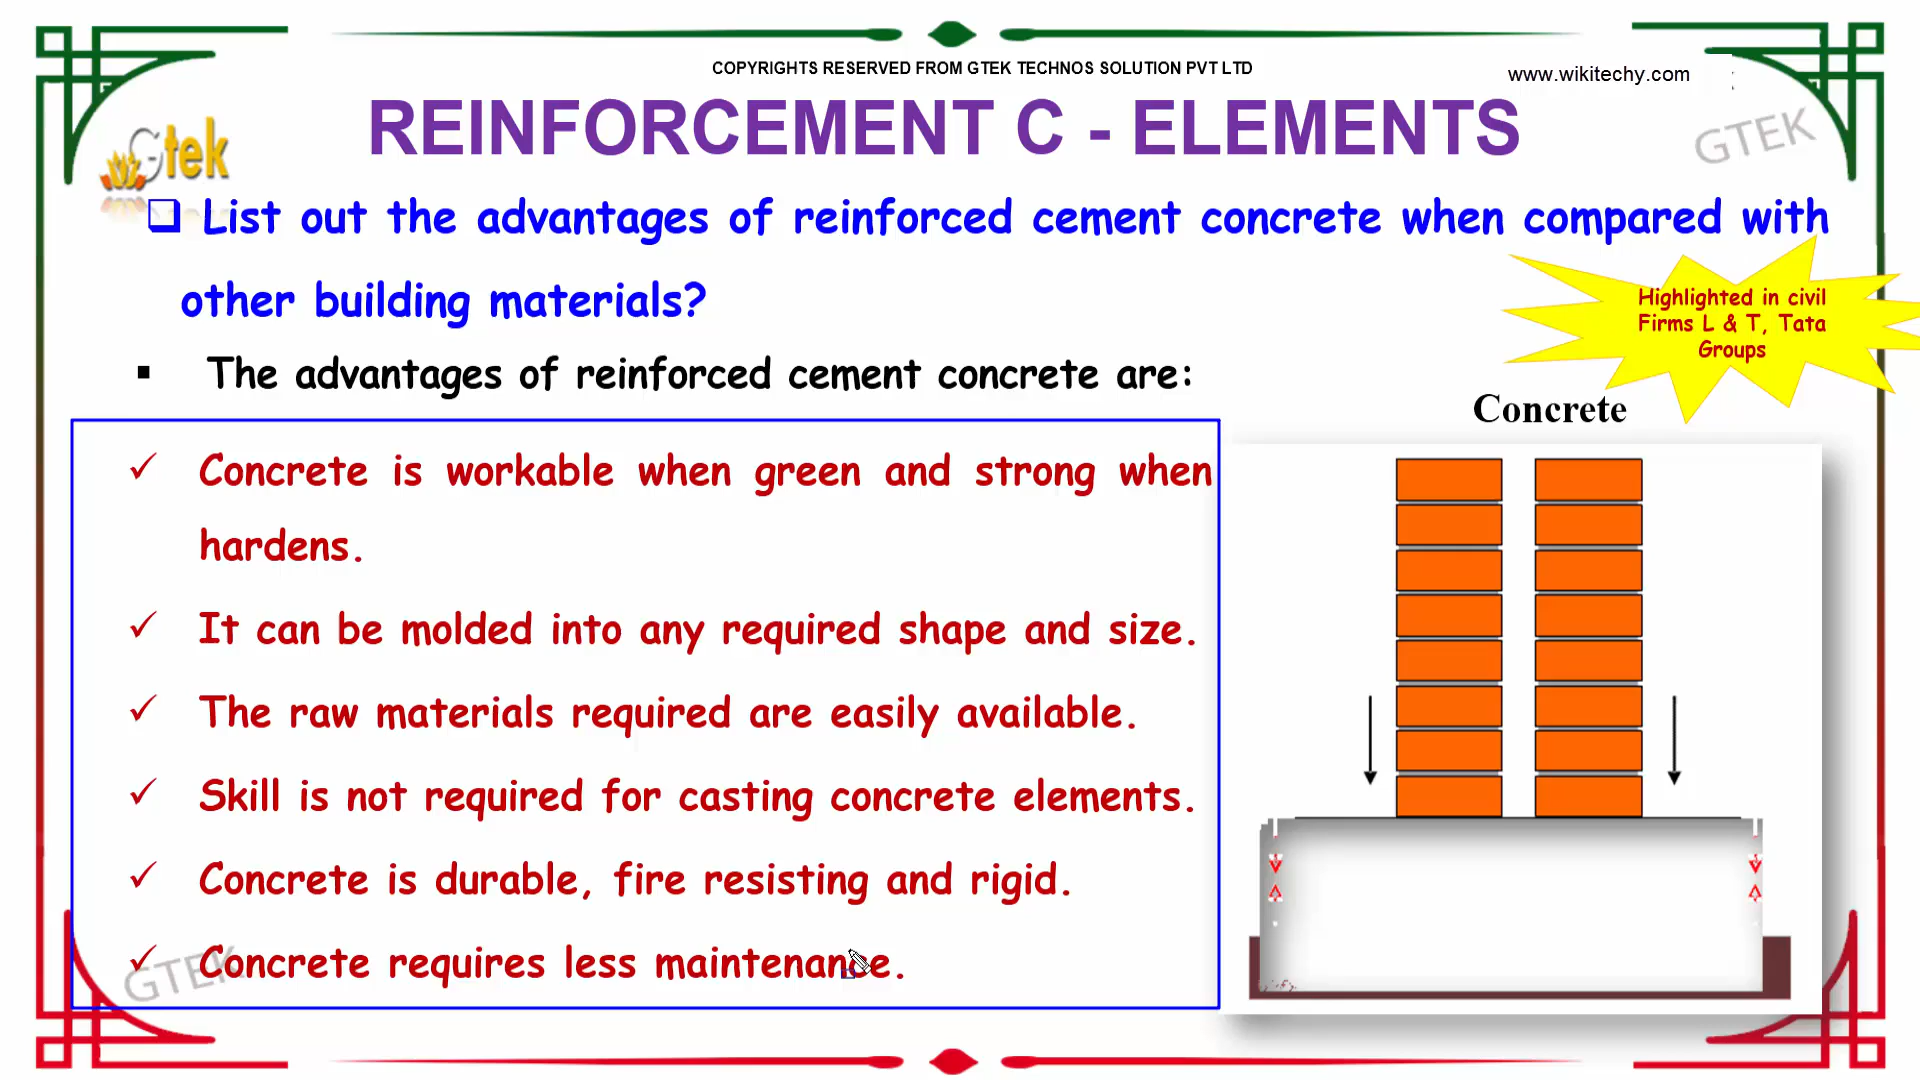 COPYRIGHTS RESERVED FROM GTEK TECHNOS SOLUTION PVT LTD
www.wikitechy.com
REINFORCEMENT C - ELEMENTS
Gtek
GTEK
List out the advantages of reinforced cement concrete when compared with
other building materials?
Highlighted in civil
Firms L & T, Tata
Groups
The advantages of reinforced cement concrete are:
Concrete
Concrete is workable when green and strong when
hardens.
It can be molded into any required shape and size.
The raw materials required are easily available.
Skill is not required for casting concrete elements.
Concrete is durable, fire resisting and rigid.
Concrete requires less maintenance.
GTEK